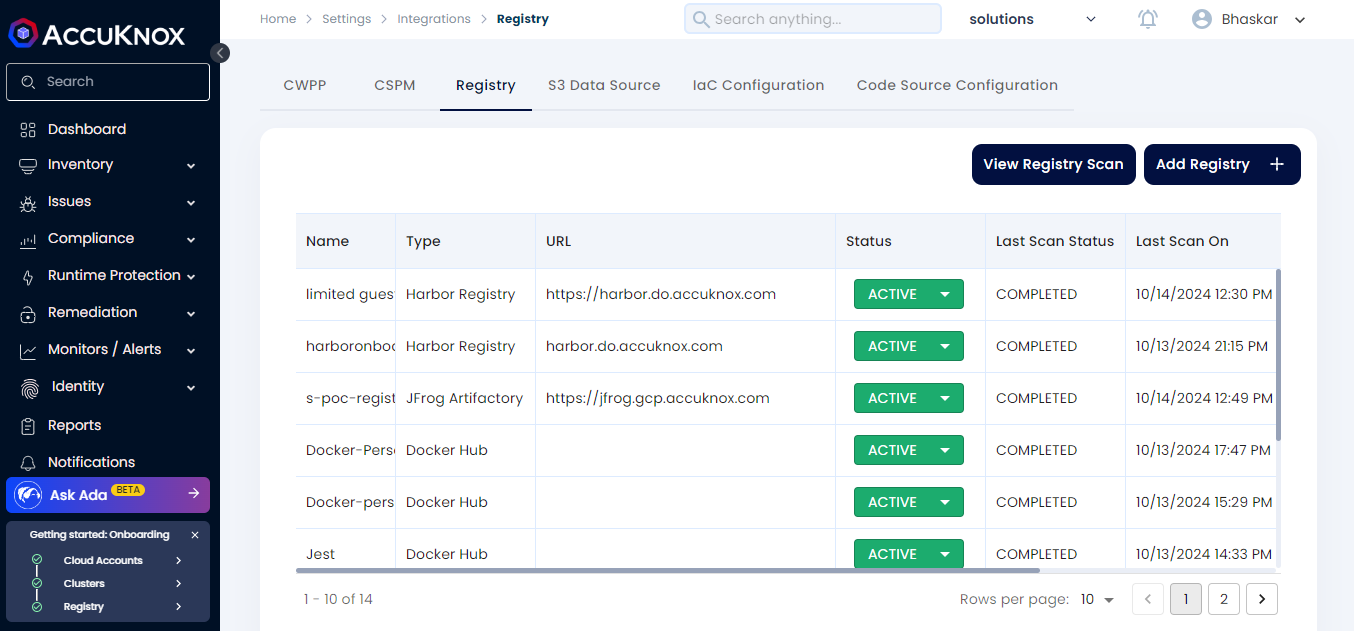 Home > Settings > Integrations > Registry
Search anything...
solutions
Bhaskar
ACCUKNOX
Search
Dashboard
Inventory
Issues
Compliance
Runtime Protection
Remediation
Monitors / Alerts
Identity
Reports
Notifications
Ask Ada BETA
Getting started: Onboarding
Cloud Accounts
Clusters
Registry
CWPP CSPM Registry S3 Data Source IaC Configuration Code Source Configuration
View Registry Scan Add Registry +
Name Type URL Status Last Scan Status Last Scan On
limited gues Harbor Registry https://harbor.do.accuknox.com ACTIVE COMPLETED 10/14/2024 12:30 PM
harboronboc Harbor Registry harbor.do.accuknox.com ACTIVE COMPLETED 10/13/2024 21:15 PM
s-poc-regist JFrog Artifactory https://jfrog.gcp.accuknox.com ACTIVE COMPLETED 10/14/2024 12:49 PM
Docker-Perso Docker Hub ACTIVE COMPLETED 10/13/2024 17:47 PM
Docker-pers Docker Hub ACTIVE COMPLETED 10/13/2024 15:29 PM
Jest Docker Hub ACTIVE COMPLETED 10/13/2024 14:33 PM
1 - 10 of 14
Rows per page: 10 < 1 2 >